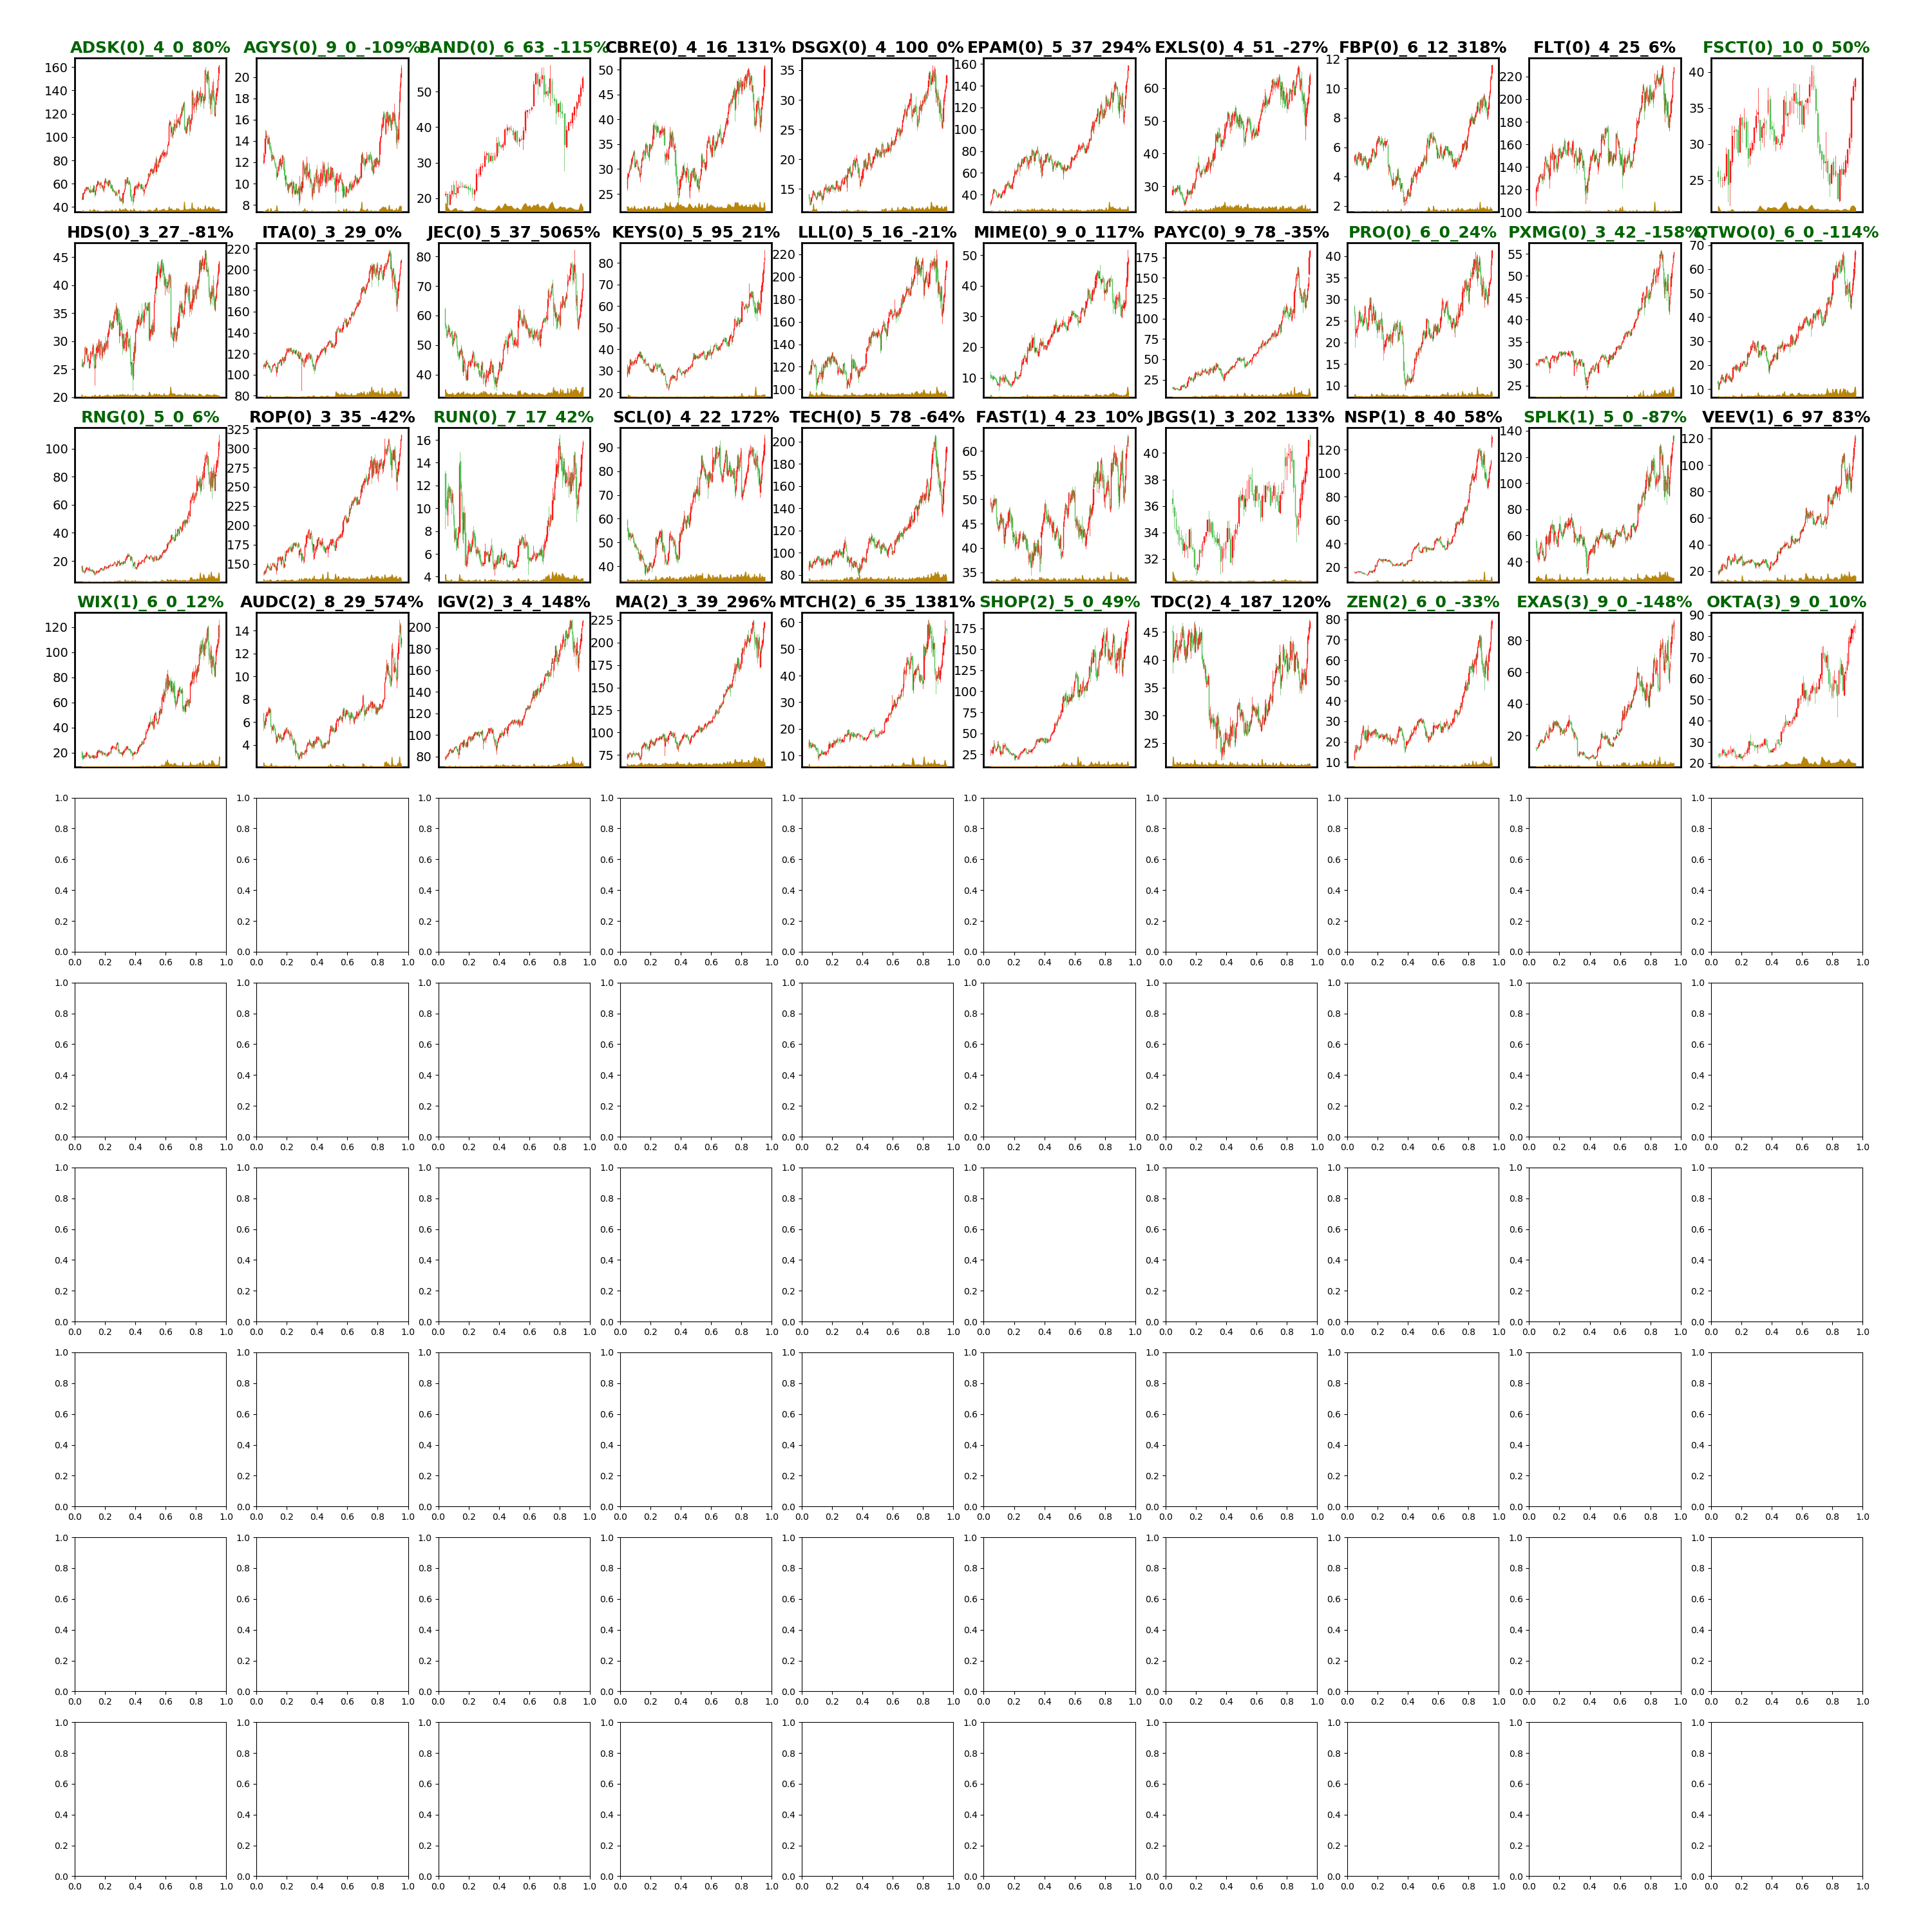 ADSK(0)_4_0_80% AGYS(0)_9_0_-109% BAND(0)_6_63_-115% CBRE(0)_4_16_131% DSGX(0)_4_100_0% EPAM(0)_5_37_294% EXLS(0)_4_51_-27% FBP(0)_6_12_318% FLT(0)_4_25_6% FSCT(0)_10_0_50%
HDS(0)_3_27_-81% ITA(0)_3_29_0% JEC(0)_5_37_5065% KEYS(0)_5_95_21% LLL(0)_5_16_-21% MIME(0)_9_0_117% PAYC(0)_9_78_-35% PRO(0)_6_0_24% PXMG(0)_3_42_-158% QTWO(0)_6_0_-114%
RNG(0)_5_0_6% ROP(0)_3_35_-42% RUN(0)_7_17_42% SCL(0)_4_22_172% TECH(0)_5_78_-64% FAST(1)_4_23_10% JBGS(1)_3_202_133% NSP(1)_8_40_58% SPLK(1)_5_0_-87% VEEV(1)_6_97_83%
WIX(1)_6_0_12% AUDC(2)_8_29_574% IGV(2)_3_4_148% MA(2)_3_39_296% MTCH(2)_6_35_1381% SHOP(2)_5_0_49% TDC(2)_4_187_120% ZEN(2)_6_0_-33% EXAS(3)_9_0_-148% OKTA(3)_9_0_10%